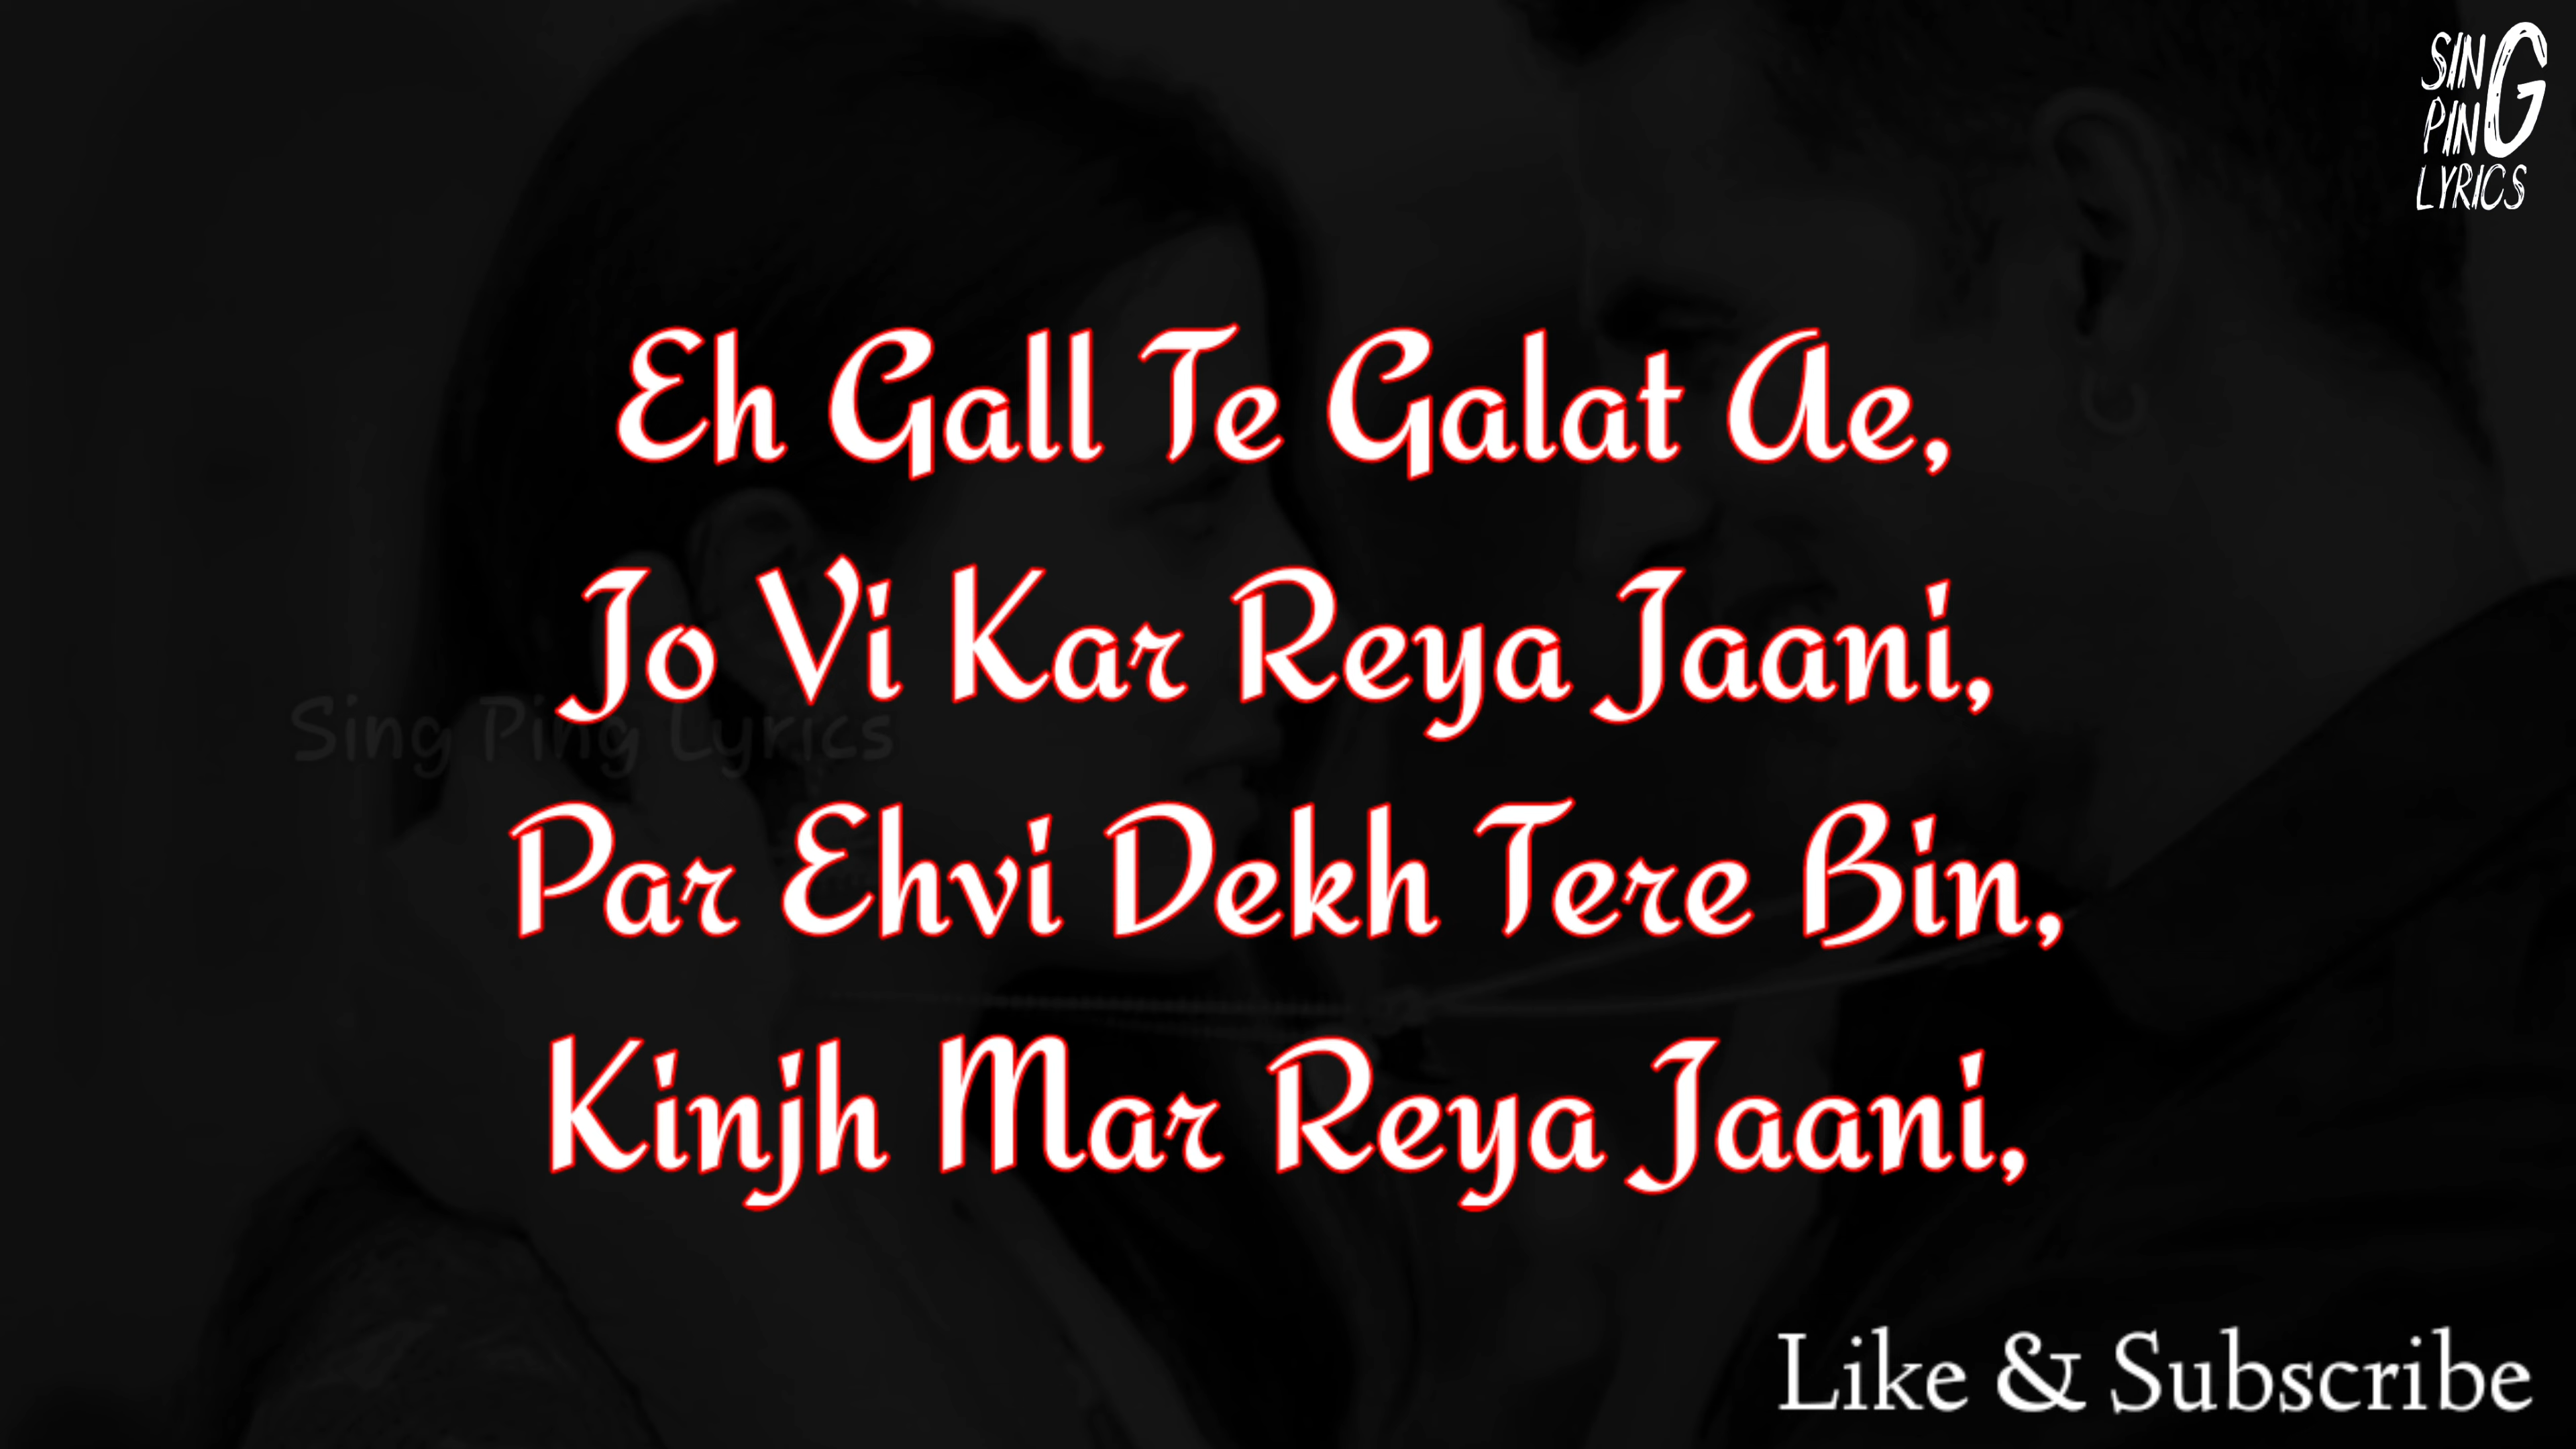 SING
PING
LYRICS
Eh Gall Te Galat Ae,
Jo Vi Kar Reya Jaani,
Sing Ping Lyrics
Par Ehvi Dekh Tere Bin,
Kinjh Mar Reya Jaani,
Like & Subscribe